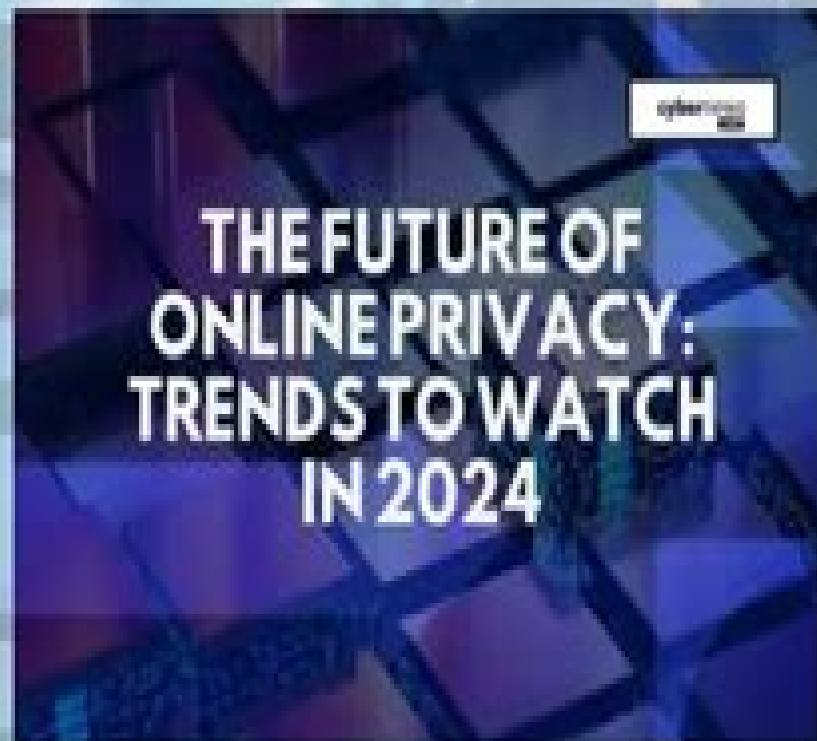 THE FUTURE OF
ONLINE PRIVACY:
TRENDS TO WATCH
IN 2024